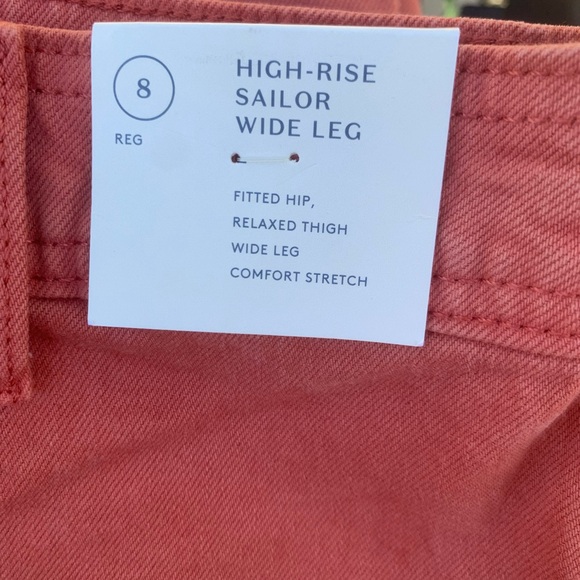 8
REG
HIGH-RISE
SAILOR
WIDE LEG
FITTED HIP,
RELAXED THIGH
WIDE LEG
COMFORT STRETCH